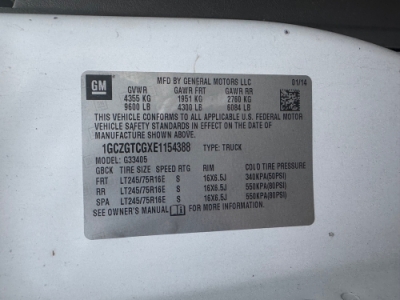 GM
MFD BY GENERAL MOTORS LLC 01/14
GVWR GAWR FRT GAWR RR
4355 KG 1951 KG 2760 KG
9600 LB 4300 LB 6084 LB
THIS VEHICLE CONFORMS TO ALL APPLICABLE U.S. FEDERAL MOTOR
VEHICLE SAFETY STANDARDS IN EFFECT ON THE DATE OF
MANUFACTURE SHOWN ABOVE.
1GCZGTCGXE1154388 TYPE: TRUCK
MODEL: G33405
GBCK TIRE SIZE SPEED RTG RIM COLD TIRE PRESSURE
FRT LT245/75R16E S 16X6.5J 340KPA(50PSI)
RR LT245/75R16E S 16X6.5J 550KPA(80PSI)
SPA LT245/75R16E S 16X6.5J 550KPA(80PSI)
SEE OWNER'S MANUAL FOR MORE INFORMATION.